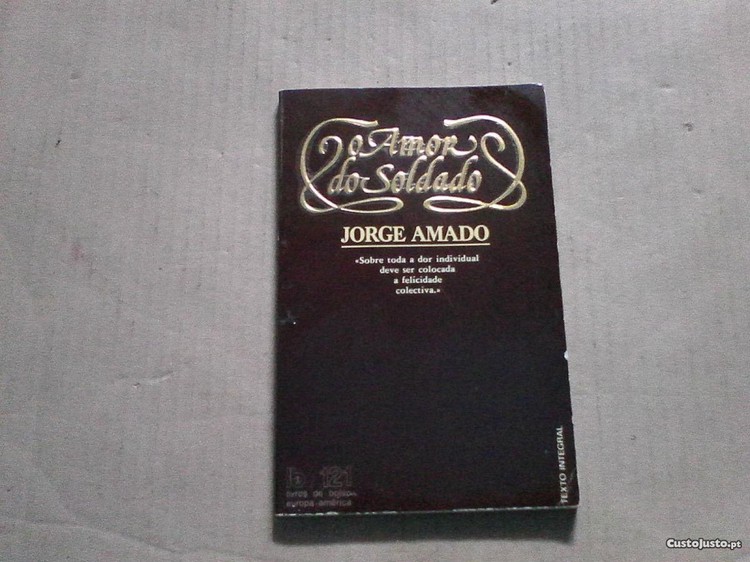 o Amor
do Soldado
JORGE AMADO
«Sobre toda a dor individual
deve ser colocada
a felicidade
colectiva.»
TEXTO INTEGRAL
121
livros de bolso
europa-américa
CustoJusto.pt